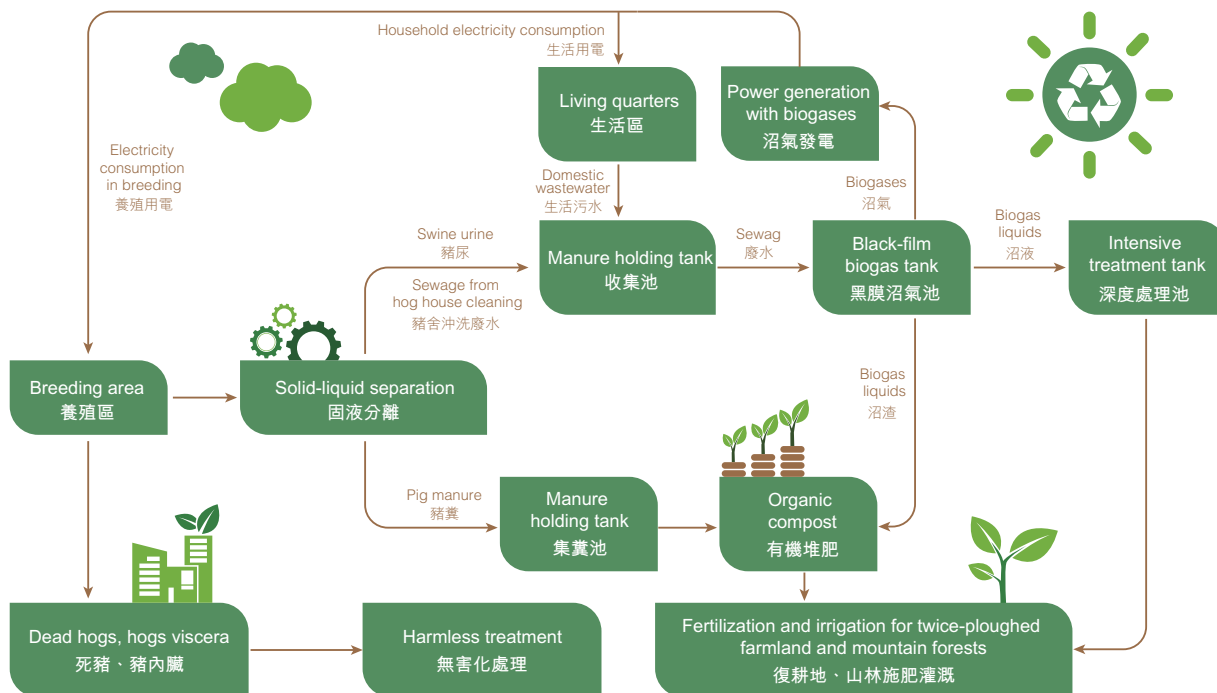 Household electricity consumption
生活用電
Living quarters
生活區
Power generation
with biogases
沼氣發電
Electricity
consumption
in breeding
養殖用電
Domestic
wastewater
生活污水
Biogases
沼氣
Swine urine
豬尿
Sewage from
hog house cleaning
豬舍沖洗廢水
Manure holding tank
收集池
Sewag
廢水
Black-film
biogas tank
黑膜沼氣池
Biogas
liquids
沼液
Intensive
treatment tank
深度處理池
Breeding area
養殖區
Solid-liquid separation
固液分離
Biogas
liquids
沼渣
Pig manure
豬糞
Manure
holding tank
集糞池
Organic
compost
有機堆肥
Dead hogs, hogs viscera
死豬、豬內臟
Harmless treatment
無害化處理
Fertilization and irrigation for twice-ploughed
farmland and mountain forests
復耕地、山林施肥灌溉